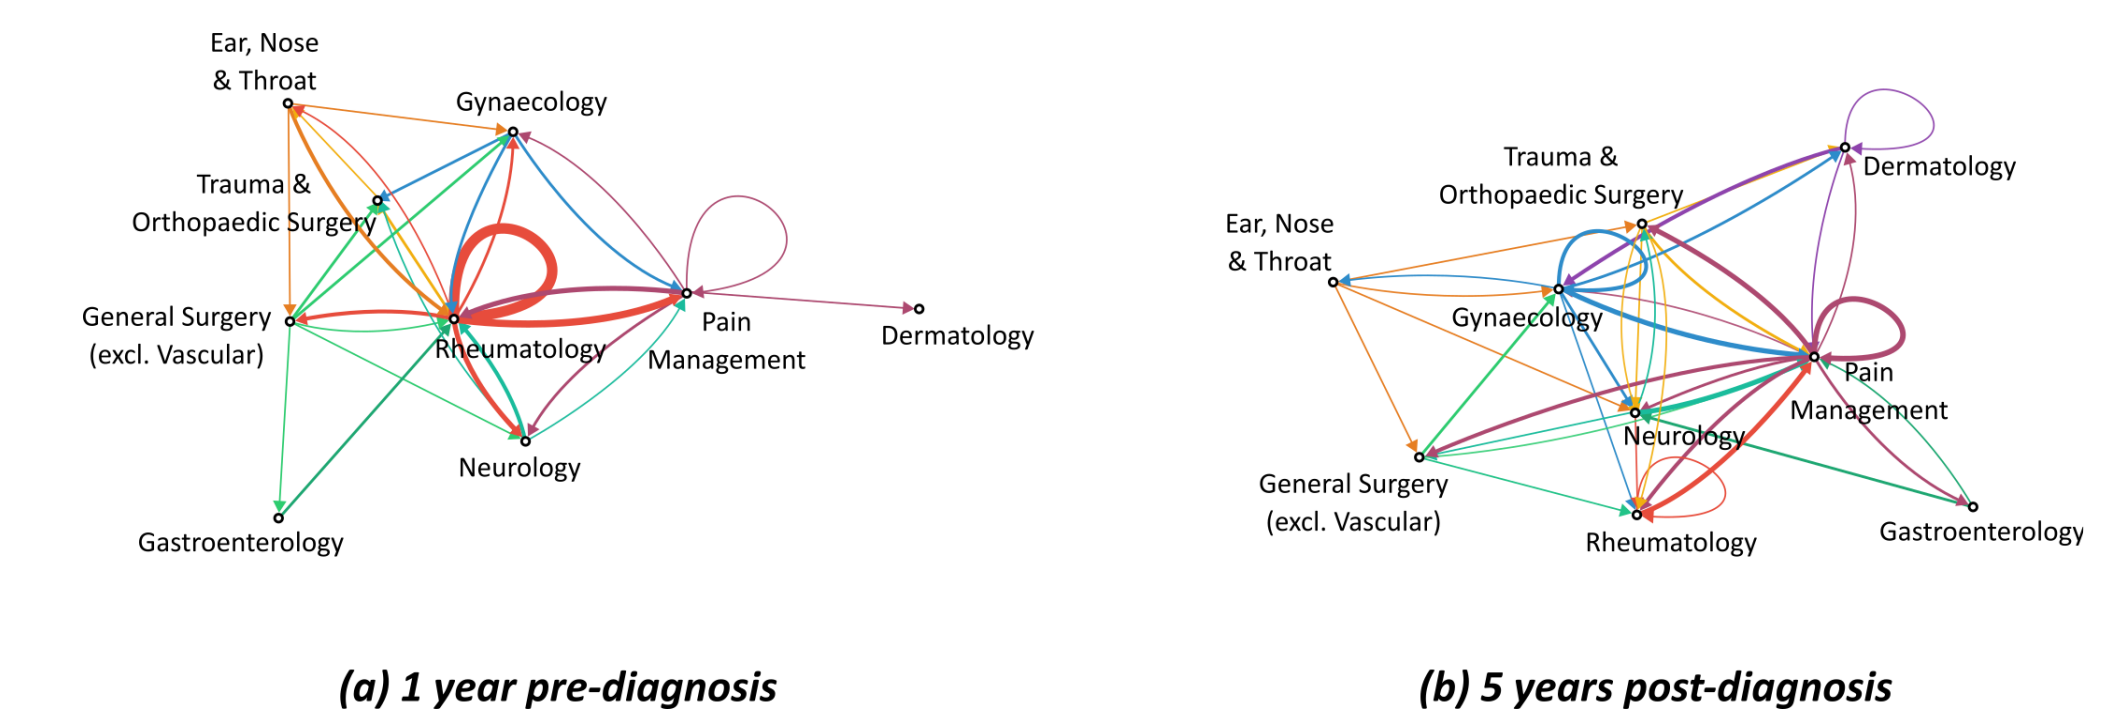 Ear, Nose
& Throat
Gynaecology
Trauma &
Orthopaedic Surgery
General Surgery
(excl. Vascular)
Rheumatology
Pain
Management
Dermatology
Neurology
Gastroenterology
(a) 1 year pre-diagnosis
Trauma &
Orthopaedic Surgery
Dermatology
Ear, Nose
& Throat
Gynaecology
Pain
Management
Neurology
General Surgery
(excl. Vascular)
Rheumatology
Gastroenterology
(b) 5 years post-diagnosis